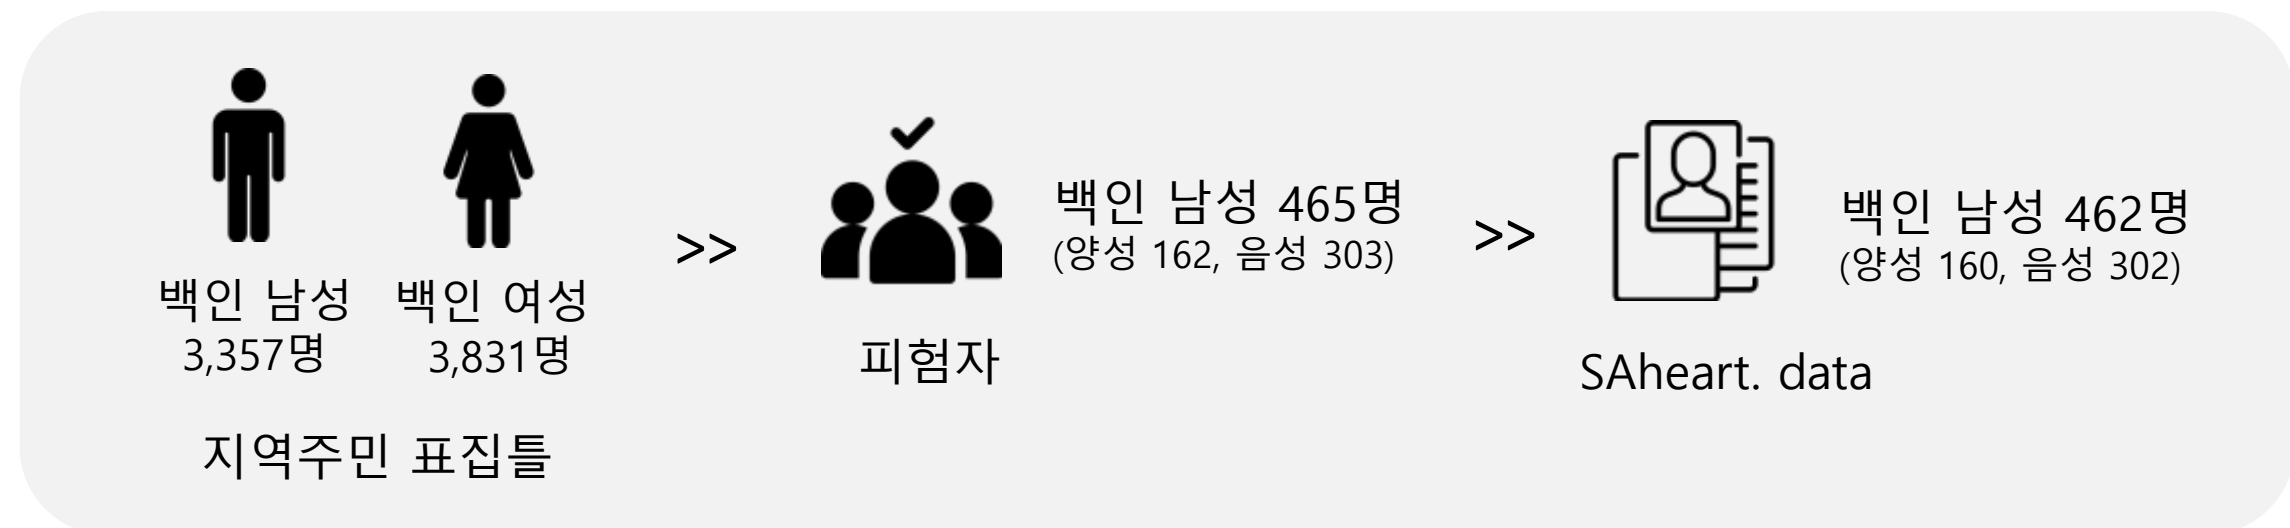 백인 남성
3,357명
백인 여성
3,831명
지역주민 표집틀
>>
피험자
백인 남성 465명
(양성 162, 음성 303)
>>
SAheart. data
백인 남성 462명
(양성 160, 음성 302)